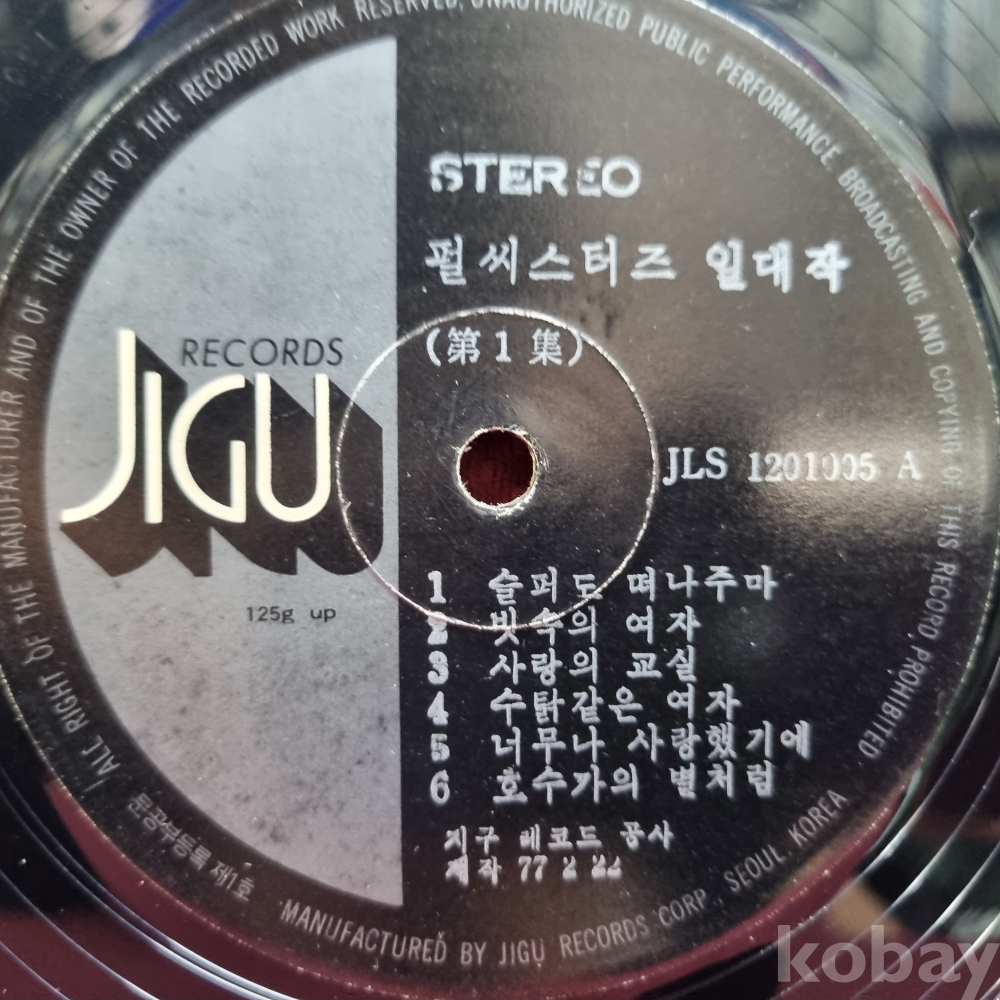 ALL RIGHT OF THE MANUFACTURER AND OF THE OWNER OF THE RECORDED WORK RESERVED, UNAUTHORIZED PUBLIC PERFORMANCE BROADCASTING AND COPYING OF THIS RECORD PROHIBITED
STEREO
펄씨스터즈 일대작
(第1集)
RECORDS
JIGU
JLS 1201005 A
125g up
1 슬퍼도 떠나주마
2 빗속의 여자
3 사랑의 교실
4 수탉같은 여자
5 너무나 사랑했기에
6 호수가의 별처럼
지구 레코드 공사
제작 77 2 22
문공부등록 제1호
MANUFACTURED BY JIGU RECORDS CORP. SEOUL KOREA
kobay